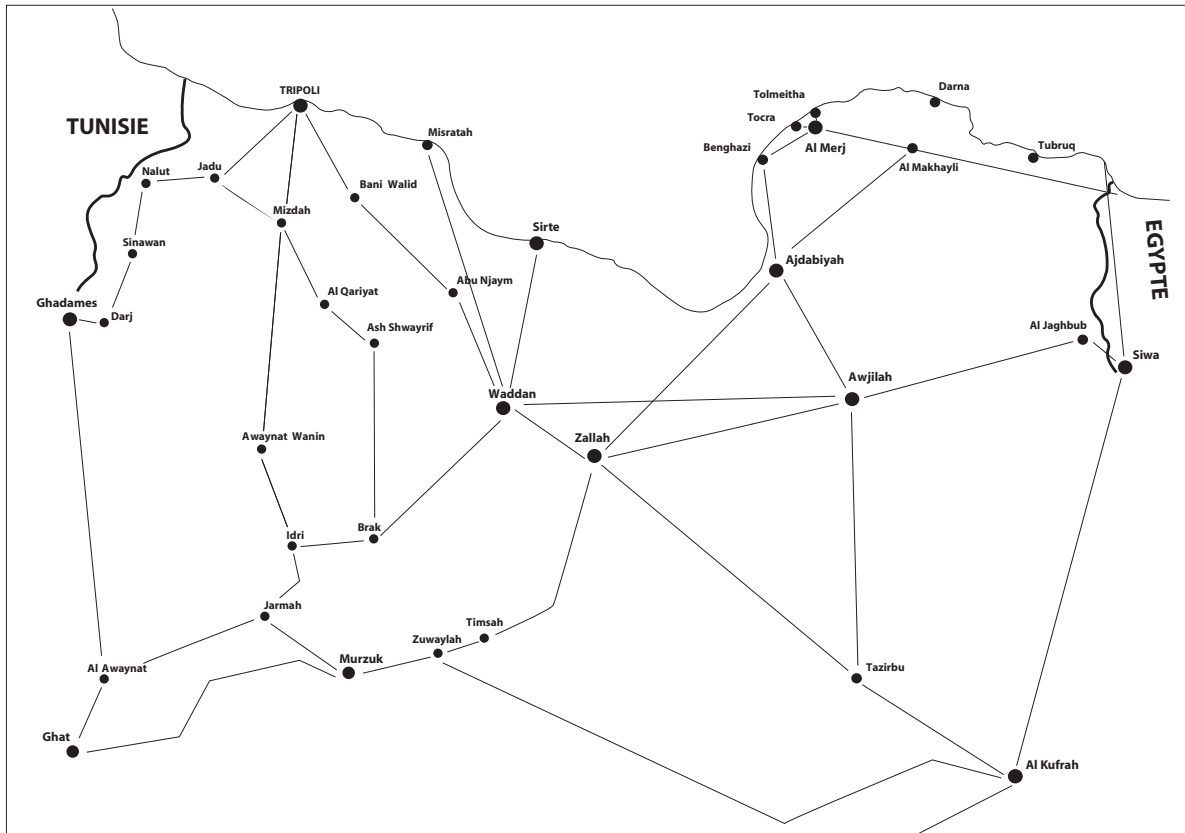 Tolmeitha
Darna
TRIPOLI
Tocra
TUNISIE
Misratah
Benghazi
Al Merj
Tubruq
Al Makhayli
Nalut
Jadu
Bani Walid
Mizdah
Sirte
EGYPTE
Sinawan
Ajdabiyah
Abu Njaym
Al Qariyat
Ghadames
Darj
Ash Shwayrif
Al Jaghbub
Siwa
Awjilah
Waddan
Awaynat Wanin
Zallah
Brak
Idri
Jarmah
Timsah
Zuwaylah
Murzuk
Al Awaynat
Tazirbu
Ghat
Al Kufrah